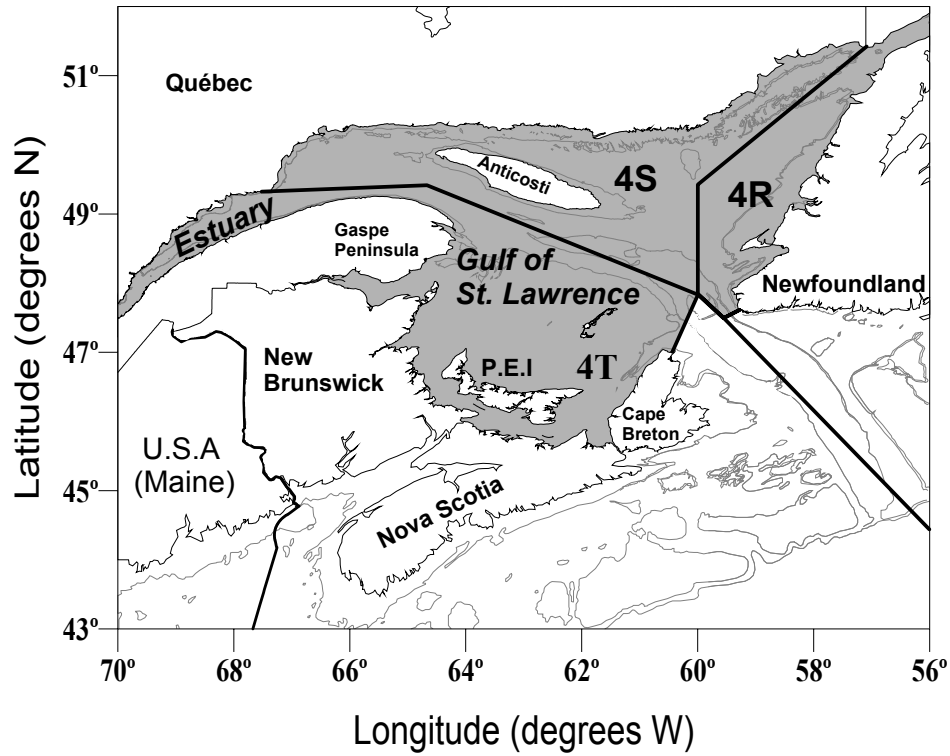 51º
Québec
Anticosti
4S
4R
49º
Estuary
Gaspe
Peninsula
Gulf of
St. Lawrence
Newfoundland
47º
New
Brunswick
P.E.I
4T
Cape
Breton
U.S.A
(Maine)
45º
Nova Scotia
43º
70º
68º
66º
64º
62º
60º
58º
56º
Latitude (degrees N)
Longitude (degrees W)